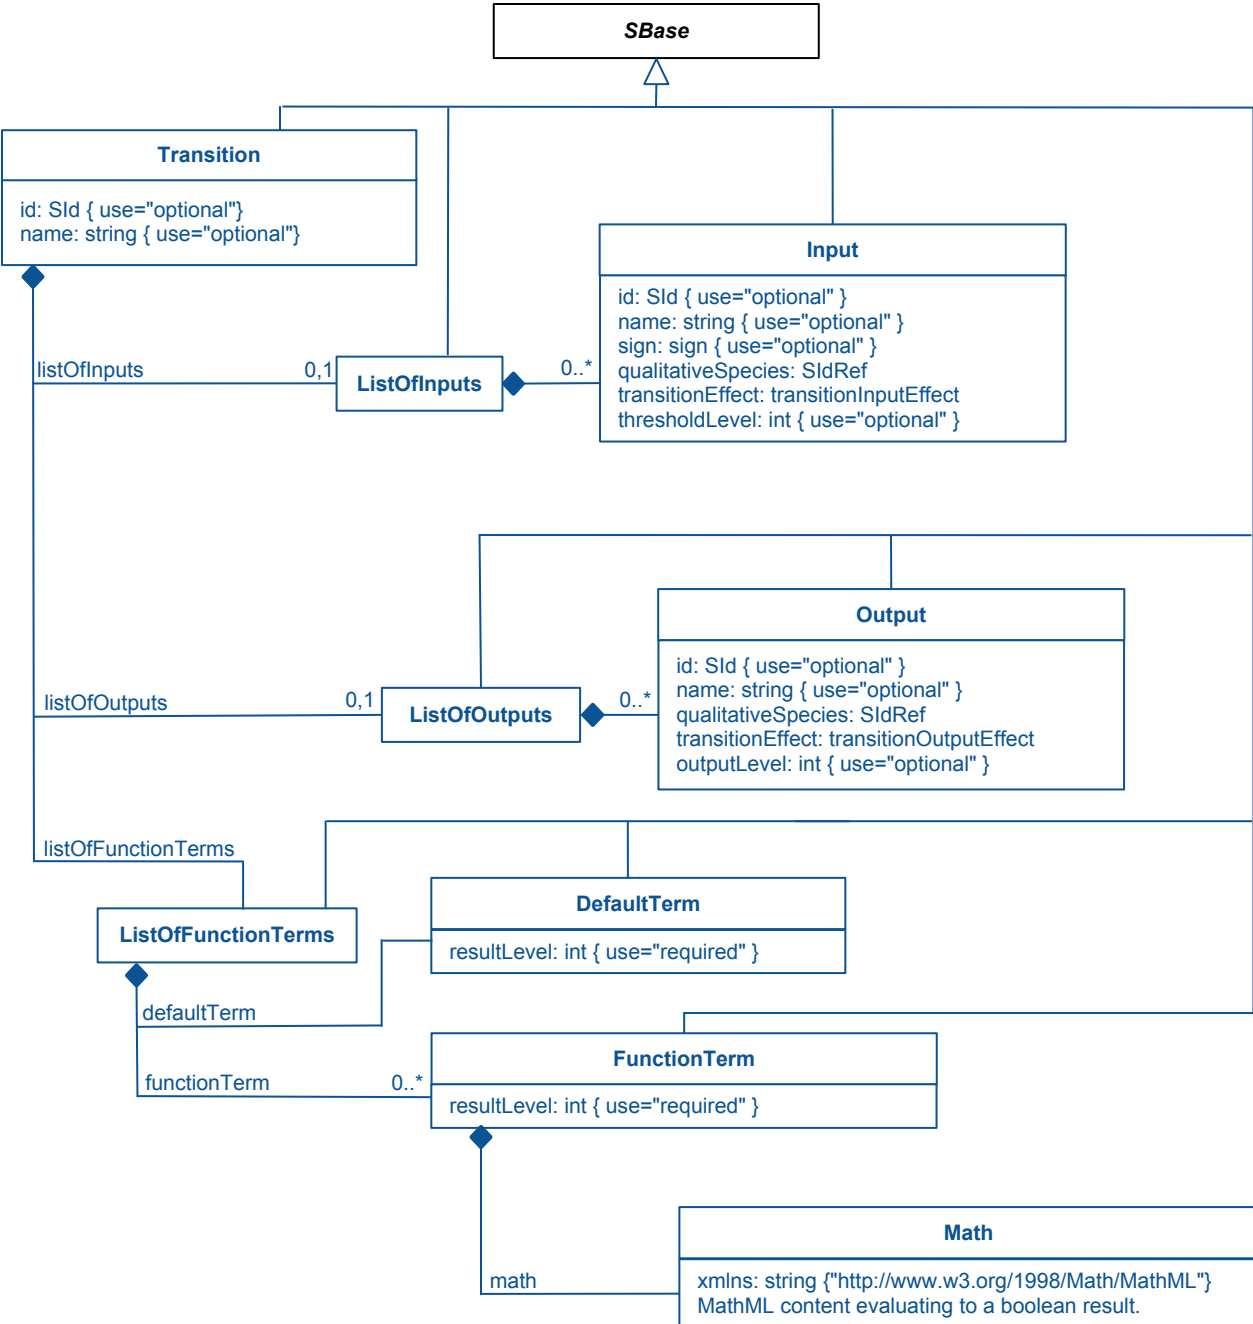 SBase
Transition
id: SId { use="optional"}
name: string { use="optional"}
Input
id: SId { use="optional" }
name: string { use="optional" }
sign: sign { use="optional" }
qualitativeSpecies: SIdRef
transitionEffect: transitionInputEffect
thresholdLevel: int { use="optional" }
listOfInputs
0,1
ListOfInputs
0..*
Output
id: SId { use="optional" }
name: string { use="optional" }
qualitativeSpecies: SIdRef
transitionEffect: transitionOutputEffect
outputLevel: int { use="optional" }
listOfOutputs
0,1
ListOfOutputs
0..*
listOfFunctionTerms
ListOfFunctionTerms
DefaultTerm
resultLevel: int { use="required" }
defaultTerm
FunctionTerm
resultLevel: int { use="required" }
functionTerm
0..*
Math
xmlns: string {"http://www.w3.org/1998/Math/MathML"}
MathML content evaluating to a boolean result.
math